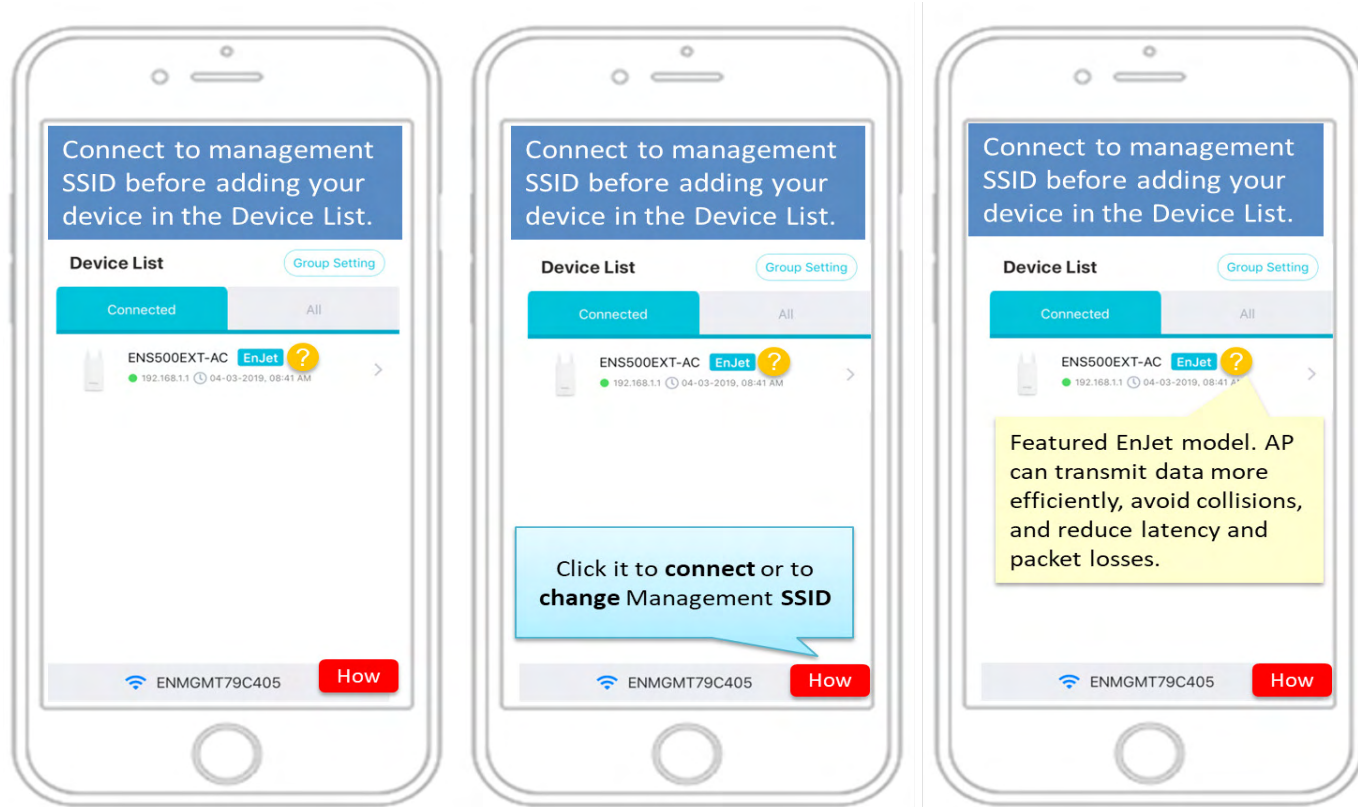 Connect to management
SSID before adding your
device in the Device List.
Device List
Group Setting
Connected
All
ENS500EXT-AC EnJet ?
192.168.1.1 04-03-2019, 08:41 AM
ENMGMT79C405
How
Connect to management
SSID before adding your
device in the Device List.
Device List
Group Setting
Connected
All
ENS500EXT-AC EnJet ?
192.168.1.1 04-03-2019, 08:41 AM
Click it to connect or to
change Management SSID
ENMGMT79C405
How
Connect to management
SSID before adding your
device in the Device List.
Device List
Group Setting
Connected
All
ENS500EXT-AC EnJet ?
192.168.1.1 04-03-2019, 08:41
Featured EnJet model. AP
can transmit data more
efficiently, avoid collisions,
and reduce latency and
packet losses.
ENMGMT79C405
How